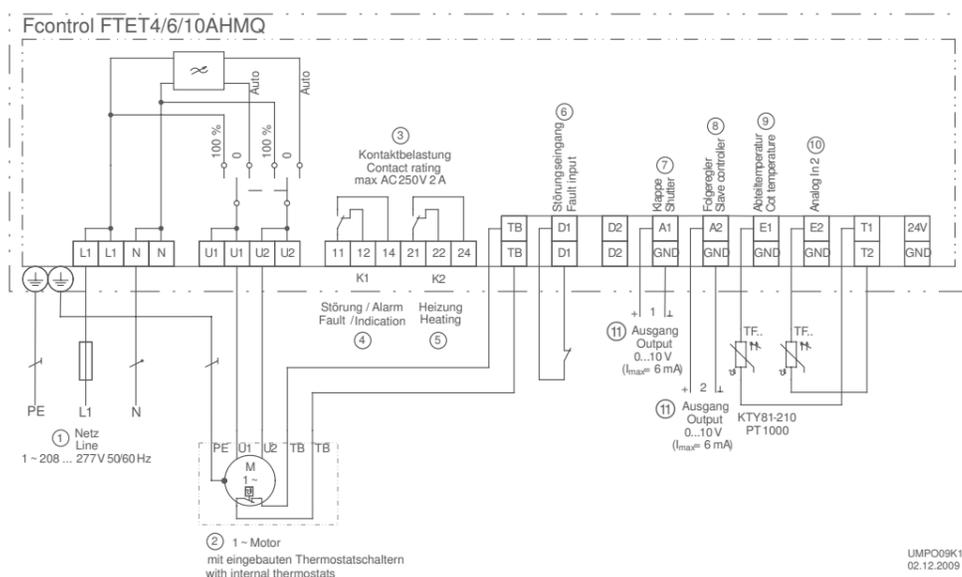 Fcontrol FTET4/6/10AHMQ
Auto
Auto
100 %
0
100 %
0
3
Kontaktbelastung
Contact rating
max AC 250V 2 A
6
Störungseingang
Fault input
7
Klappe
Shutter
8
Folgeregler
Slave controller
9
Abteiltemperatur
Cot temperature
10
Analog In 2
TB D1 D2 A1 A2 E1 E2 T1 24V
L1 L1 N N U1 U1 U2 U2 11 12 14 21 22 24 TB D1 D2 GND GND GND GND T2 GND
K1 K2
Störung / Alarm
Fault / Indication
4
Heizung
Heating
5
+ 1 ⊥
11 Ausgang
Output
0...10 V
(Imax= 6 mA)
TF.. TF..
+ 2 ⊥
11 Ausgang
Output
0...10 V
(Imax= 6 mA)
KTY81-210
PT1000
PE L1 N
1 Netz
Line
1 ~ 208 ... 277V 50/60 Hz
PE U1 U2 TB TB
M
1 ~
2 1 ~ Motor
mit eingebauten Thermostatschaltern
with internal thermostats
UMPO09K1
02.12.2009